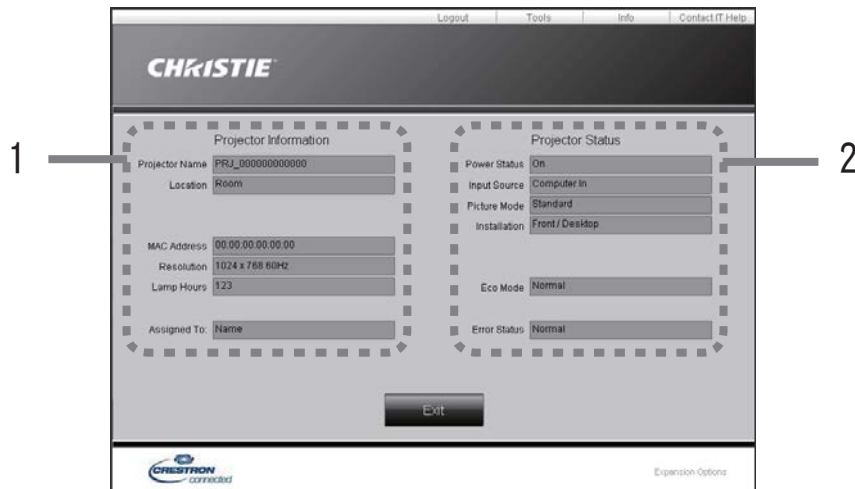 Logout Tools Info Contact IT Help
CHRISTIE
1
2
Projector Information
Projector Name PRJ_000000000000
Location Room
MAC Address 00:00:00:00:00:00
Resolution 1024 x 768 60Hz
Lamp Hours 123
Assigned To: Name
Projector Status
Power Status On
Input Source Computer In
Picture Mode Standard
Installation Front / Desktop
Eco Mode Normal
Error Status Normal
Exit
CRESTRON
connected
Expansion Options